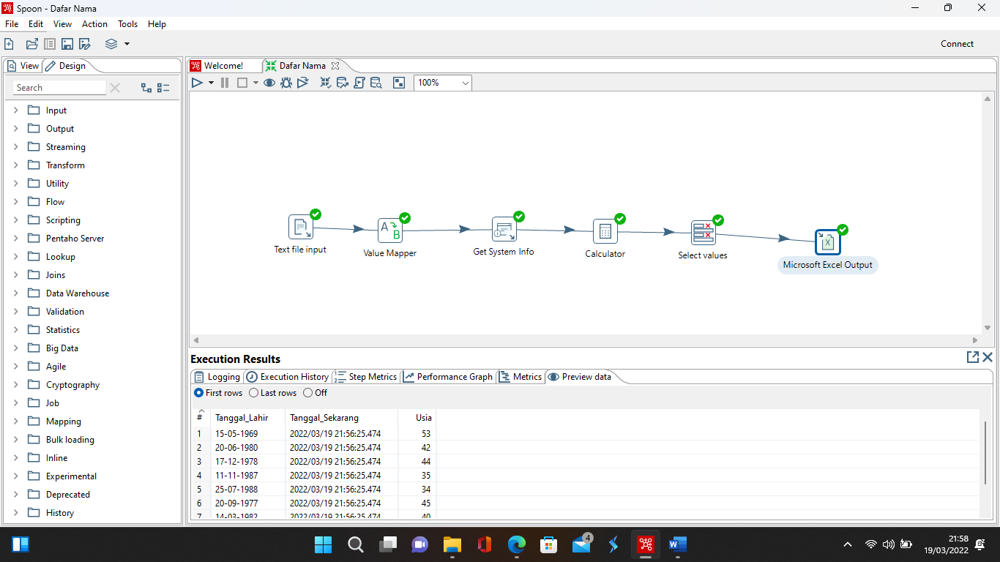 Spoon - Dafar Nama
File Edit View Action Tools Help
Connect
View Design
Welcome! Dafar Nama
Search
100%
Input
Output
Streaming
Transform
Utility
Flow
Scripting
Pentaho Server
Lookup
Joins
Data Warehouse
Validation
Statistics
Big Data
Agile
Cryptography
Job
Mapping
Bulk loading
Inline
Experimental
Deprecated
History
Text file input
A B
Value Mapper
Get System Info
Calculator
Select values
X
Microsoft Excel Output
Execution Results
Logging Execution History Step Metrics Performance Graph Metrics Preview data
First rows Last rows Off
# Tanggal_Lahir Tanggal_Sekarang Usia
1 15-05-1969 2022/03/19 21:56:25.474 53
2 20-06-1980 2022/03/19 21:56:25.474 42
3 17-12-1978 2022/03/19 21:56:25.474 44
4 11-11-1987 2022/03/19 21:56:25.474 35
5 25-07-1988 2022/03/19 21:56:25.474 34
6 20-09-1977 2022/03/19 21:56:25.474 45
7 14-03-1982 2022/03/19 21:56:25.474 40
4
W
21:58
19/03/2022